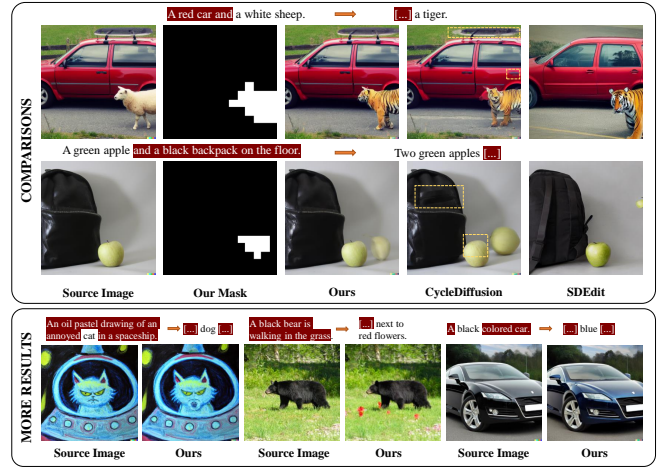 A red car and a white sheep. [...] a tiger.
COMPARISONS
A green apple and a black backpack on the floor. Two green apples [...]
Source Image Our Mask Ours CycleDiffusion SDEdit
MORE RESULTS
An oil pastel drawing of an
annoyed cat in a spaceship.
[...] dog [...]
A black bear is
walking in the grass.
[...] next to
red flowers.
A black colored car. [...] blue [...]
Source Image Ours Source Image Ours Source Image Ours